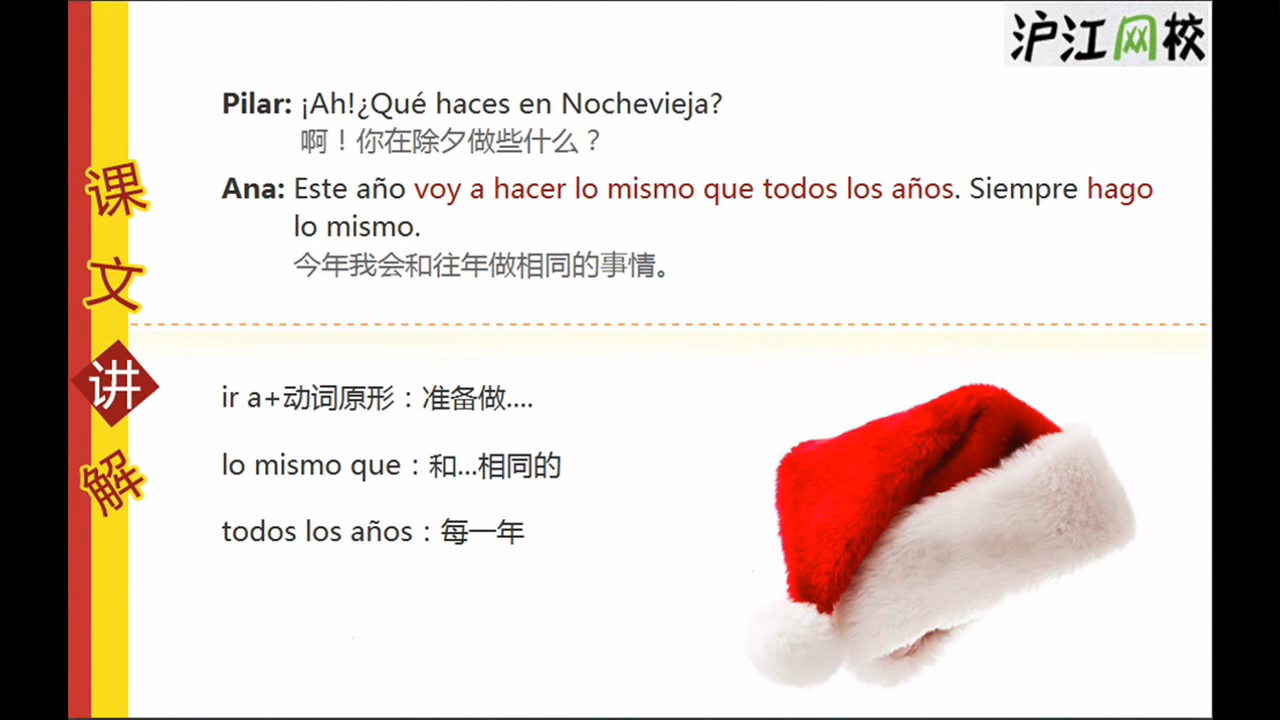 沪江网校
Pilar: ¡Ah!¿Qué haces en Nochevieja?
啊！你在除夕做些什么？
Ana: Este año voy a hacer lo mismo que todos los años. Siempre hago
lo mismo.
今年我会和往年做相同的事情。
课
文
讲
解
ir a+动词原形：准备做....
lo mismo que：和...相同的
todos los años：每一年